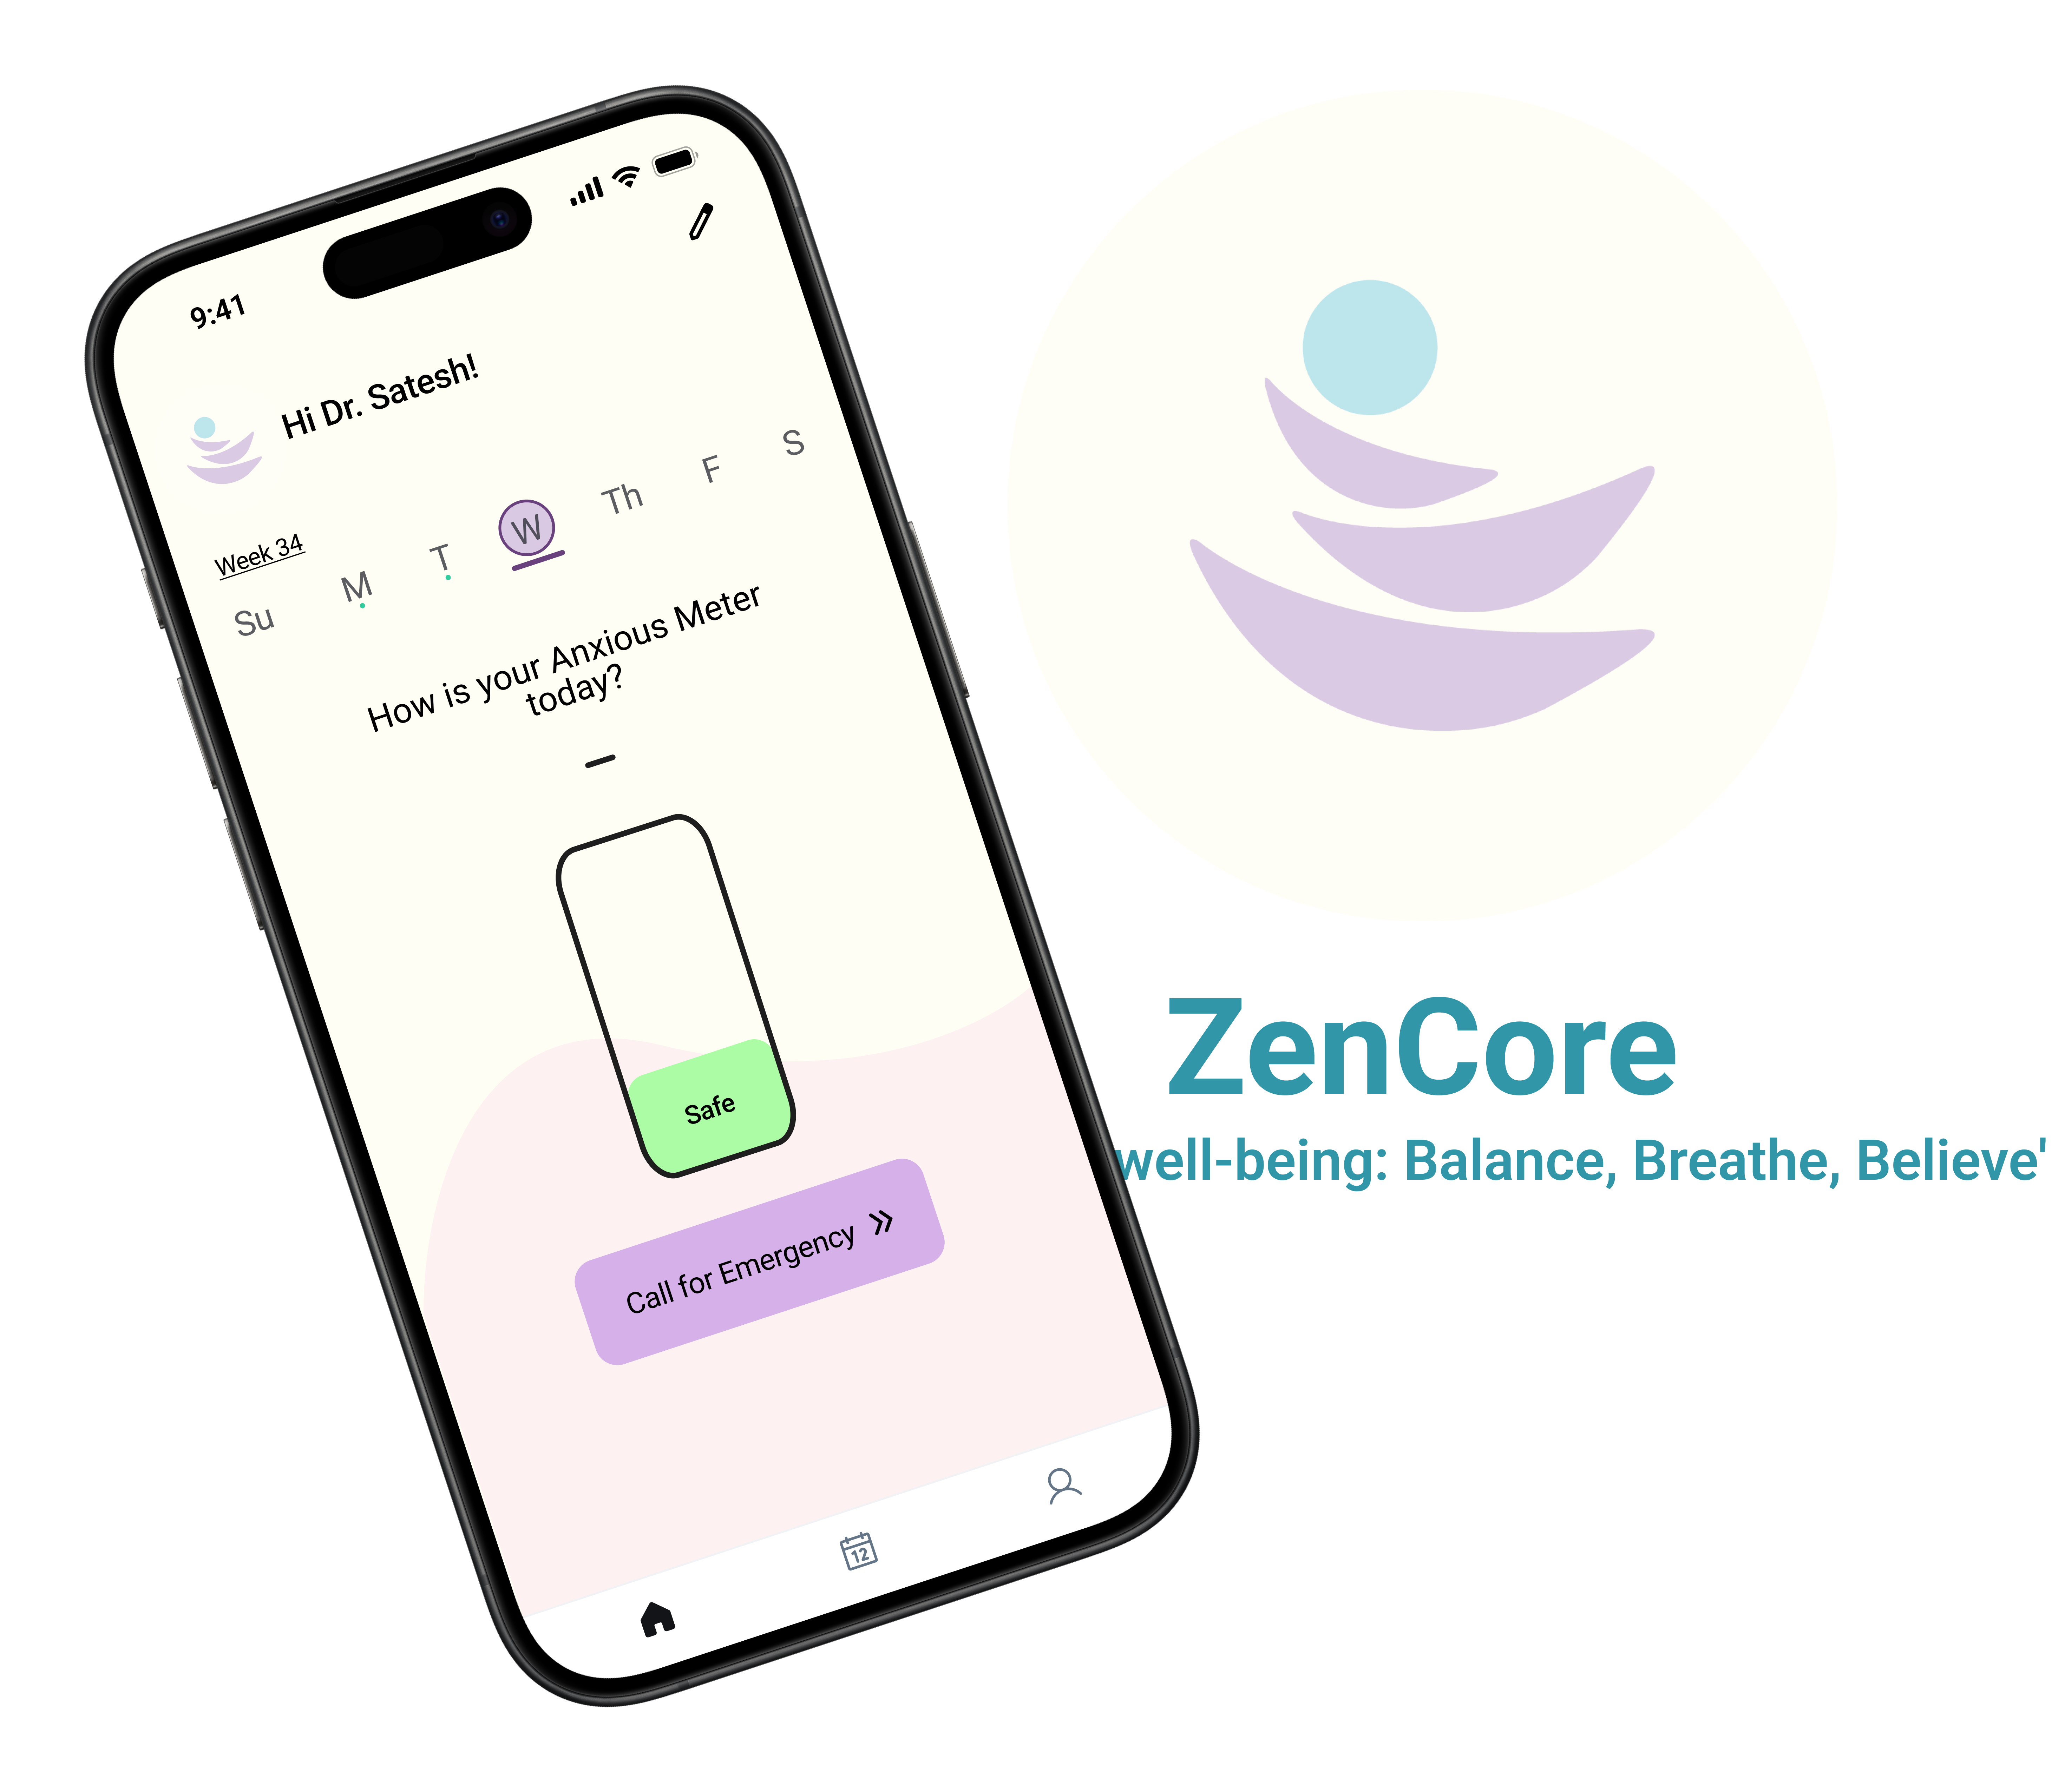 9:41
Hi Dr. Satesh!
Week 34
Su M T W Th F S
How is your Anxious Meter
today?
Safe
Call for Emergency
12
ZenCore
well-being: Balance, Breathe, Believe'